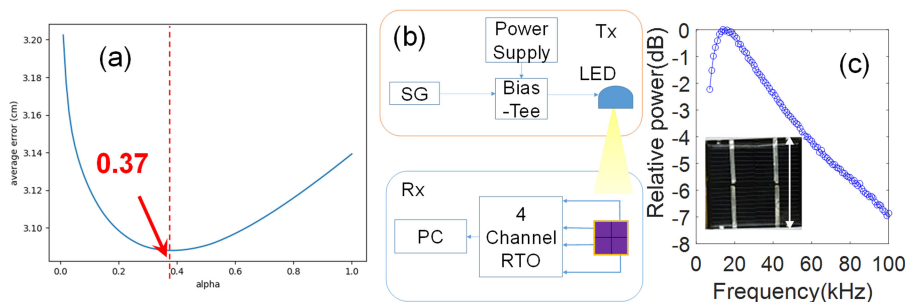 (a)
3.20
3.18
3.16
3.14
3.12
3.10
average error (cm)
0.37
0.0
0.2
0.4
0.6
0.8
1.0
alpha
(b)
Power
Supply
Tx
LED
SG
Bias
-Tee
Rx
PC
4
Channel
RTO
(c)
Relative power(dB)
0
-1
-2
-3
-4
-5
-6
-7
-8
0
20
40
60
80
100
Frequency(kHz)